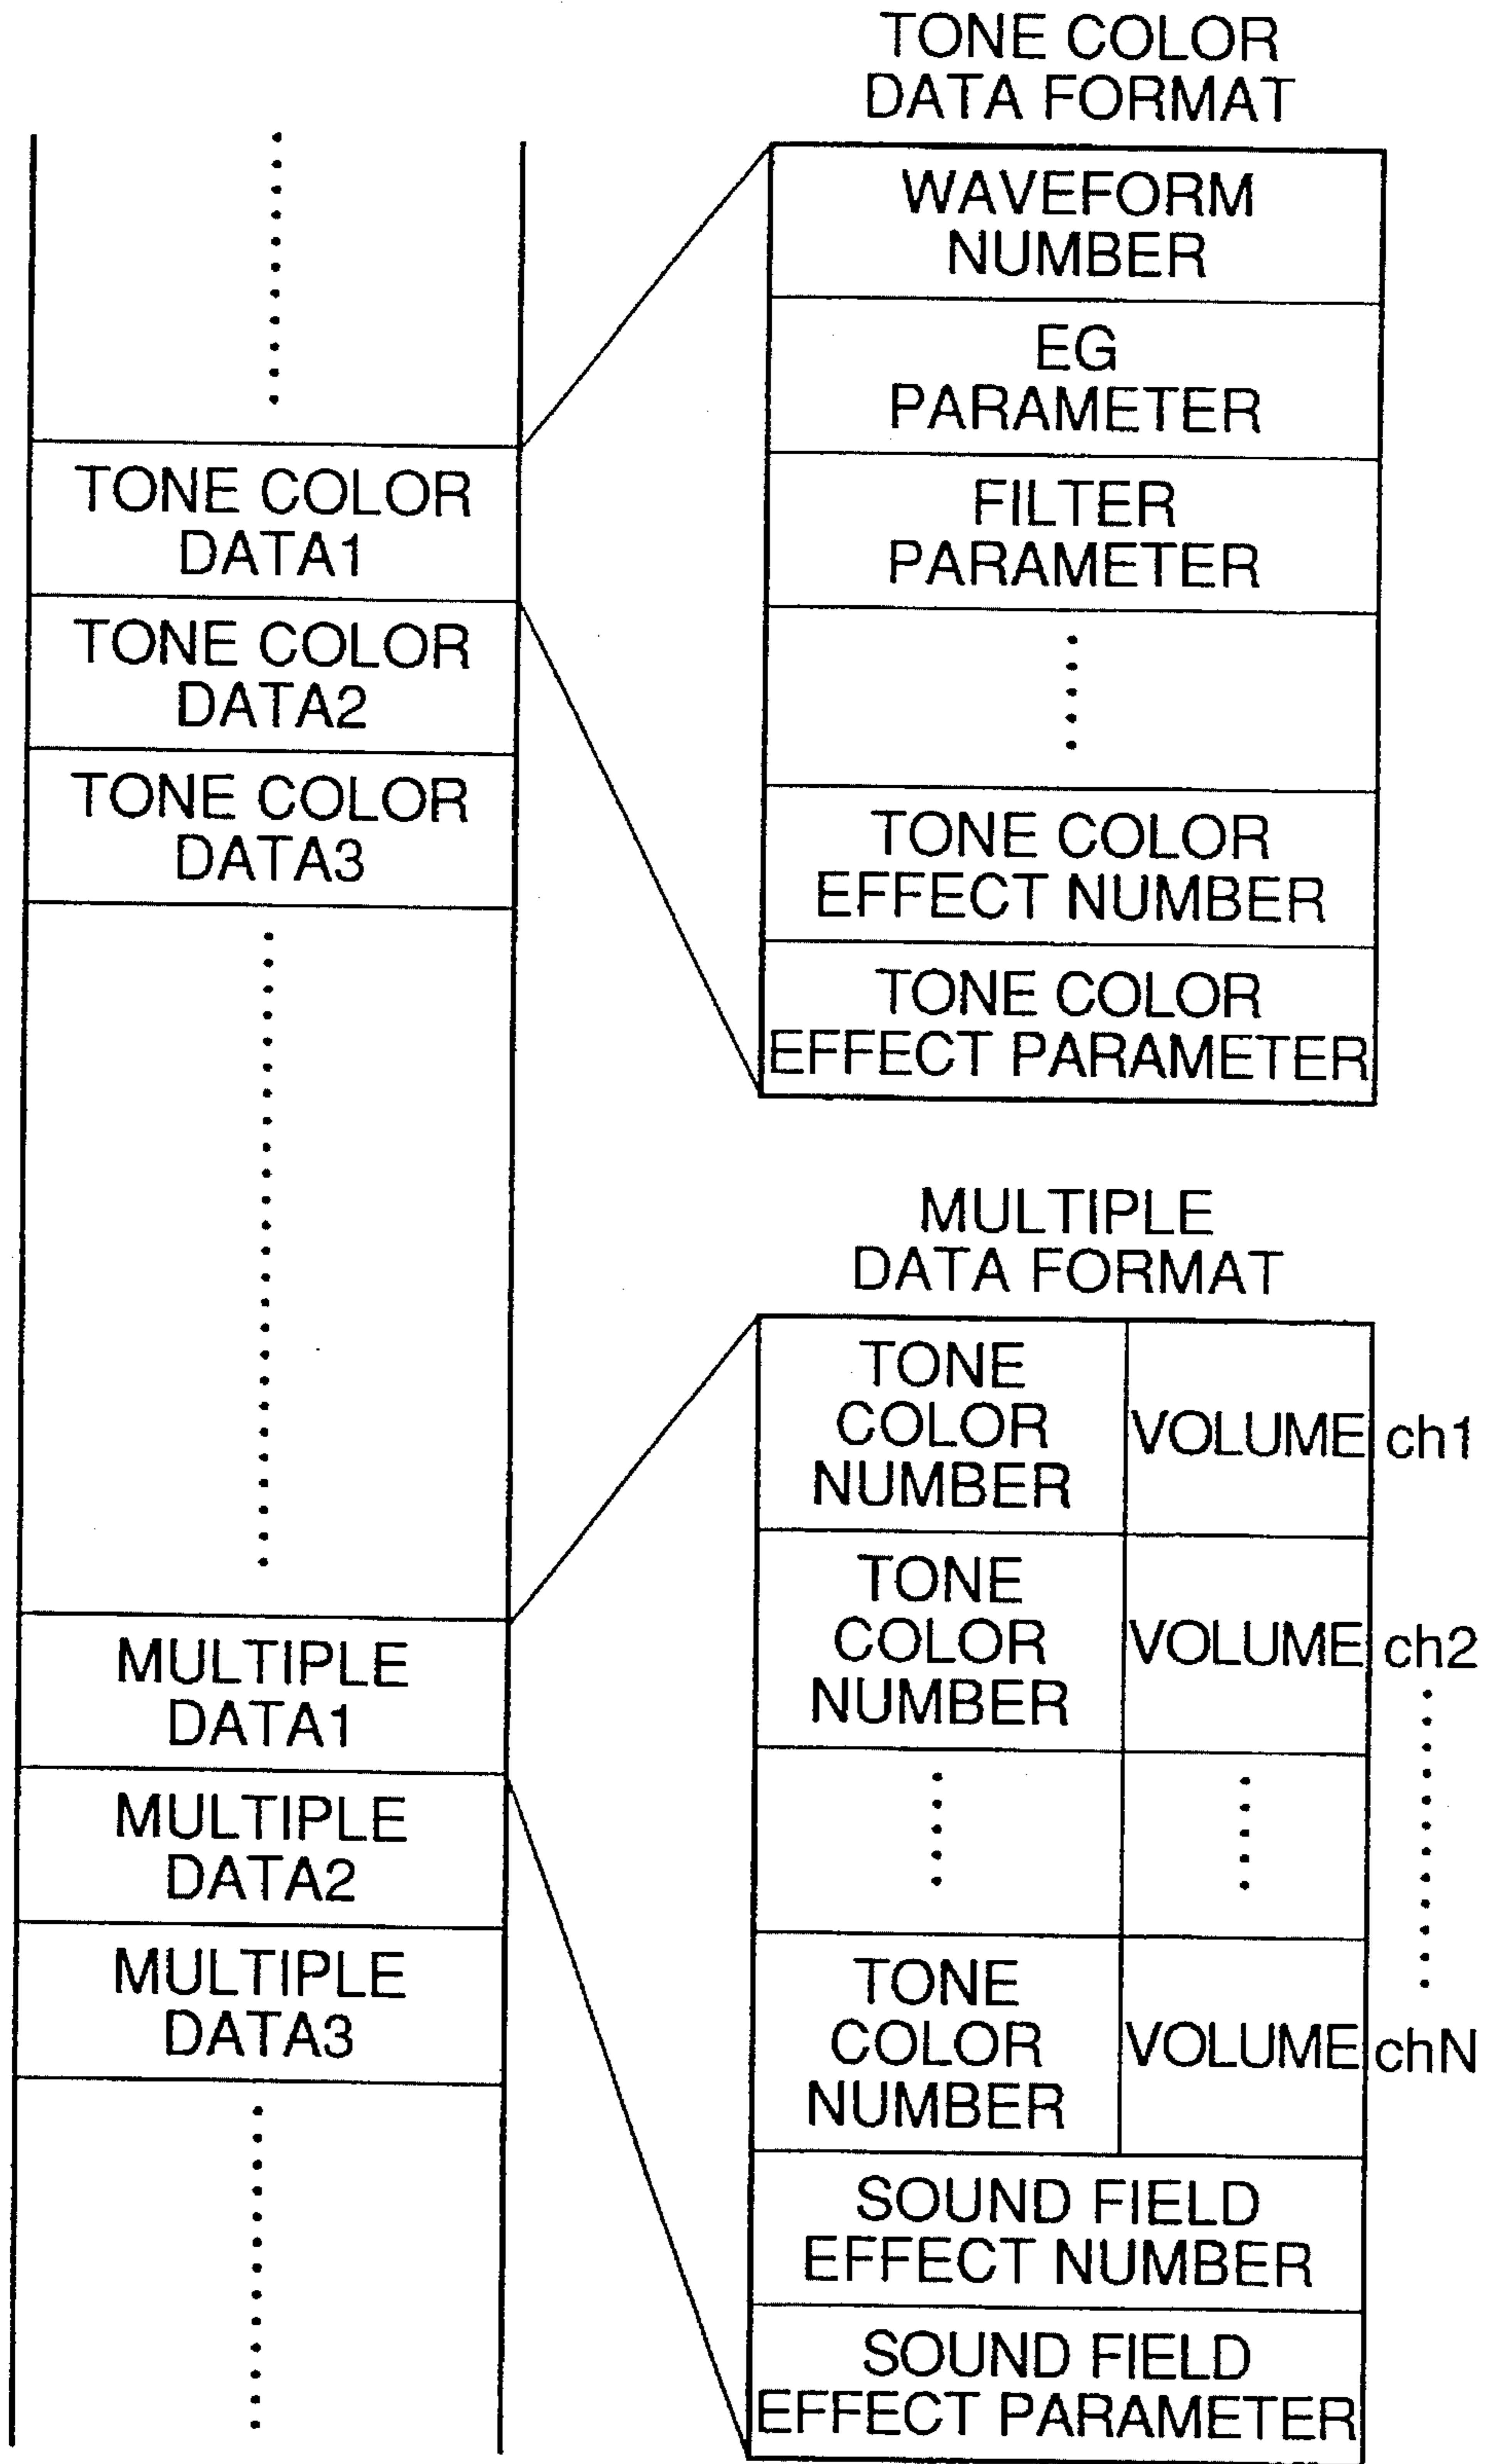 TONE COLOR
DATA1
TONE COLOR
DATA2
TONE COLOR
DATA3
MULTIPLE
DATA1
MULTIPLE
DATA2
MULTIPLE
DATA3
TONE COLOR
DATA FORMAT
WAVEFORM
NUMBER
EG
PARAMETER
FILTER
PARAMETER
TONE COLOR
EFFECT NUMBER
TONE COLOR
EFFECT PARAMETER
MULTIPLE
DATA FORMAT
TONE
COLOR
NUMBER
VOLUME
ch1
TONE
COLOR
NUMBER
VOLUME
ch2
TONE
COLOR
NUMBER
VOLUME
chN
SOUND FIELD
EFFECT NUMBER
SOUND FIELD
EFFECT PARAMETER